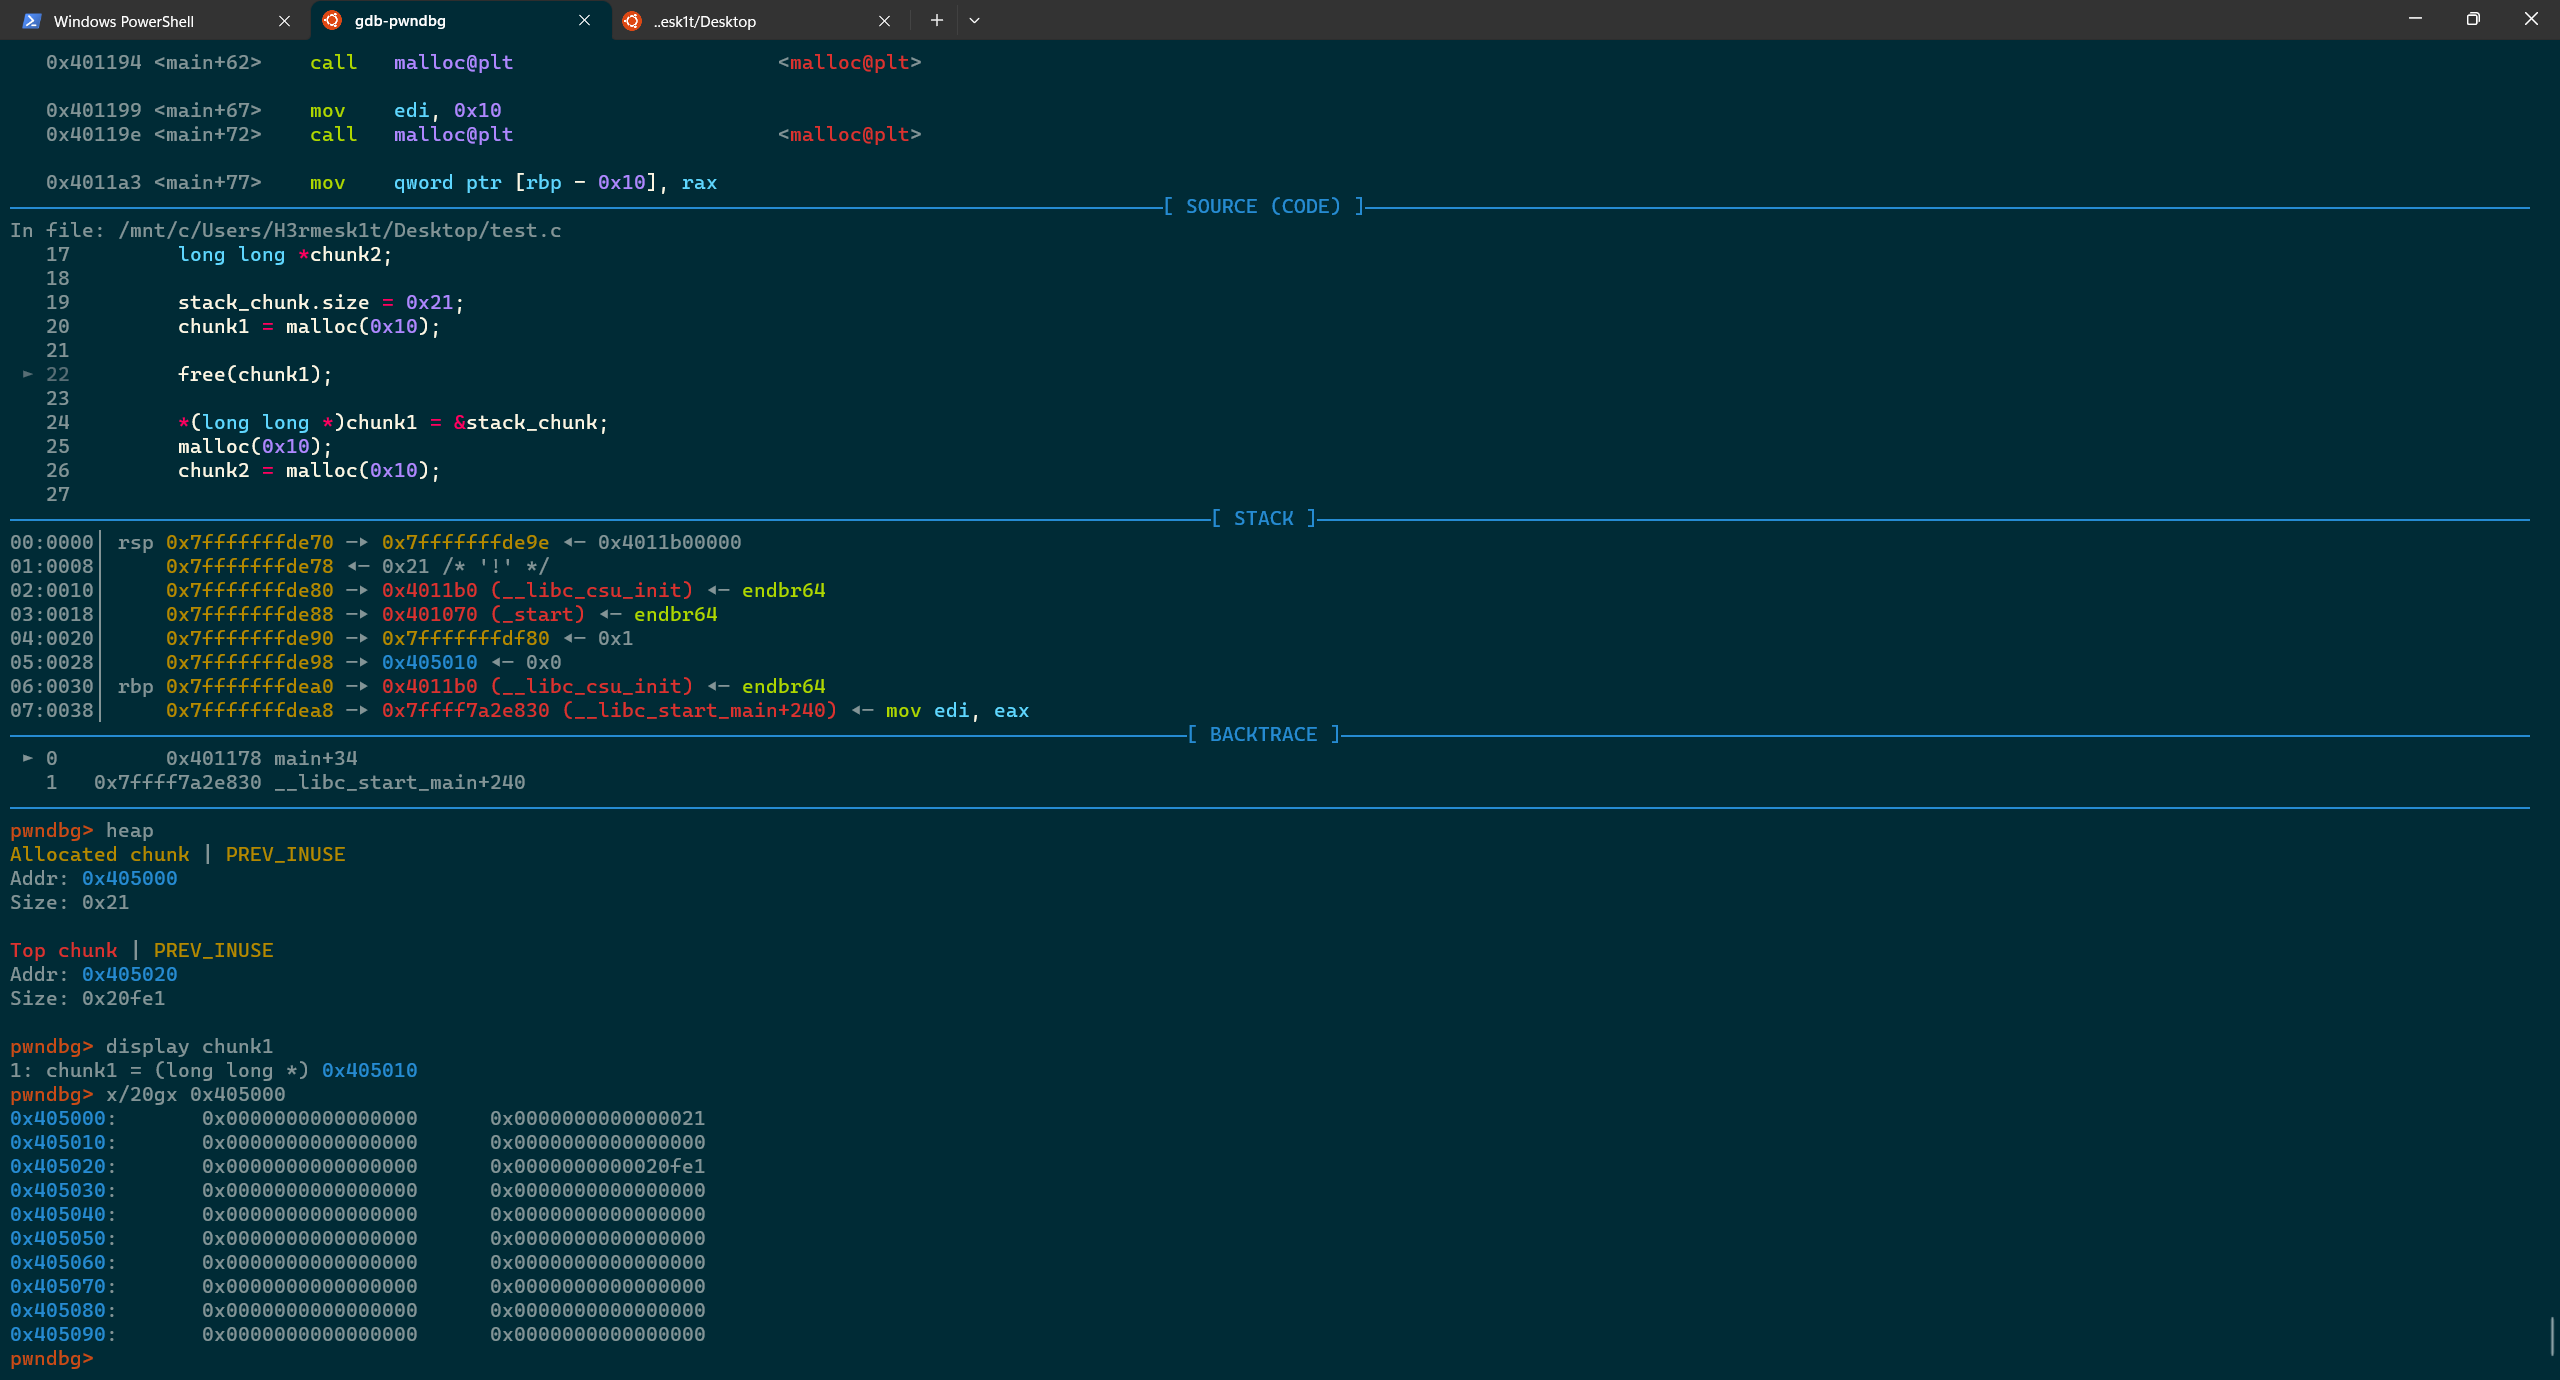 Windows PowerShell
gdb-pwndbg
..esk1t/Desktop
0x401194 <main+62>    call   malloc@plt                      <malloc@plt>
0x401199 <main+67>    mov    edi, 0x10
0x40119e <main+72>    call   malloc@plt                      <malloc@plt>
0x4011a3 <main+77>    mov    qword ptr [rbp - 0x10], rax
[ SOURCE (CODE) ]
In file: /mnt/c/Users/H3rmesk1t/Desktop/test.c
17         long long *chunk2;
18
19         stack_chunk.size = 0x21;
20         chunk1 = malloc(0x10);
21
► 22         free(chunk1);
23
24         *(long long *)chunk1 = &stack_chunk;
25         malloc(0x10);
26         chunk2 = malloc(0x10);
27
[ STACK ]
00:0000│ rsp 0x7fffffffde70 —▸ 0x7fffffffde9e ◂— 0x4011b00000
01:0008│     0x7fffffffde78 ◂— 0x21 /* '!' */
02:0010│     0x7fffffffde80 —▸ 0x4011b0 (__libc_csu_init) ◂— endbr64
03:0018│     0x7fffffffde88 —▸ 0x401070 (_start) ◂— endbr64
04:0020│     0x7fffffffde90 —▸ 0x7fffffffdf80 ◂— 0x1
05:0028│     0x7fffffffde98 —▸ 0x405010 ◂— 0x0
06:0030│ rbp 0x7fffffffdea0 —▸ 0x4011b0 (__libc_csu_init) ◂— endbr64
07:0038│     0x7fffffffdea8 —▸ 0x7ffff7a2e830 (__libc_start_main+240) ◂— mov edi, eax
[ BACKTRACE ]
► 0         0x401178 main+34
1   0x7ffff7a2e830 __libc_start_main+240
pwndbg> heap
Allocated chunk | PREV_INUSE
Addr: 0x405000
Size: 0x21
Top chunk | PREV_INUSE
Addr: 0x405020
Size: 0x20fe1
pwndbg> display chunk1
1: chunk1 = (long long *) 0x405010
pwndbg> x/20gx 0x405000
0x405000:       0x0000000000000000      0x0000000000000021
0x405010:       0x0000000000000000      0x0000000000000000
0x405020:       0x0000000000000000      0x0000000000020fe1
0x405030:       0x0000000000000000      0x0000000000000000
0x405040:       0x0000000000000000      0x0000000000000000
0x405050:       0x0000000000000000      0x0000000000000000
0x405060:       0x0000000000000000      0x0000000000000000
0x405070:       0x0000000000000000      0x0000000000000000
0x405080:       0x0000000000000000      0x0000000000000000
0x405090:       0x0000000000000000      0x0000000000000000
pwndbg>